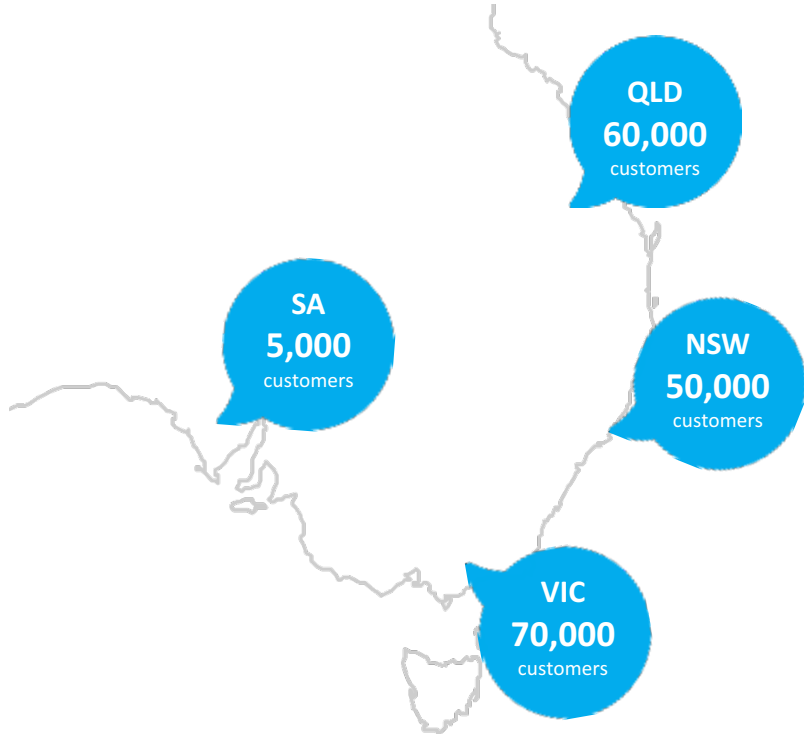 QLD
60,000
customers
SA
5,000
customers
NSW
50,000
customers
VIC
70,000
customers